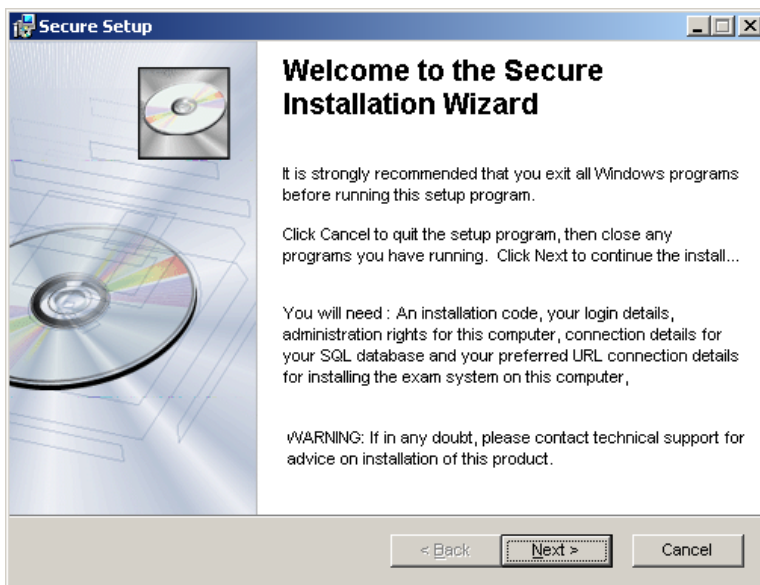 Secure Setup
Welcome to the Secure
Installation Wizard
It is strongly recommended that you exit all Windows programs
before running this setup program.
Click Cancel to quit the setup program, then close any
programs you have running.  Click Next to continue the install...
You will need : An installation code, your login details,
administration rights for this computer, connection details for
your SQL database and your preferred URL connection details
for installing the exam system on this computer,
WARNING: If in any doubt, please contact technical support for
advice on installation of this product.
< Back
Next >
Cancel